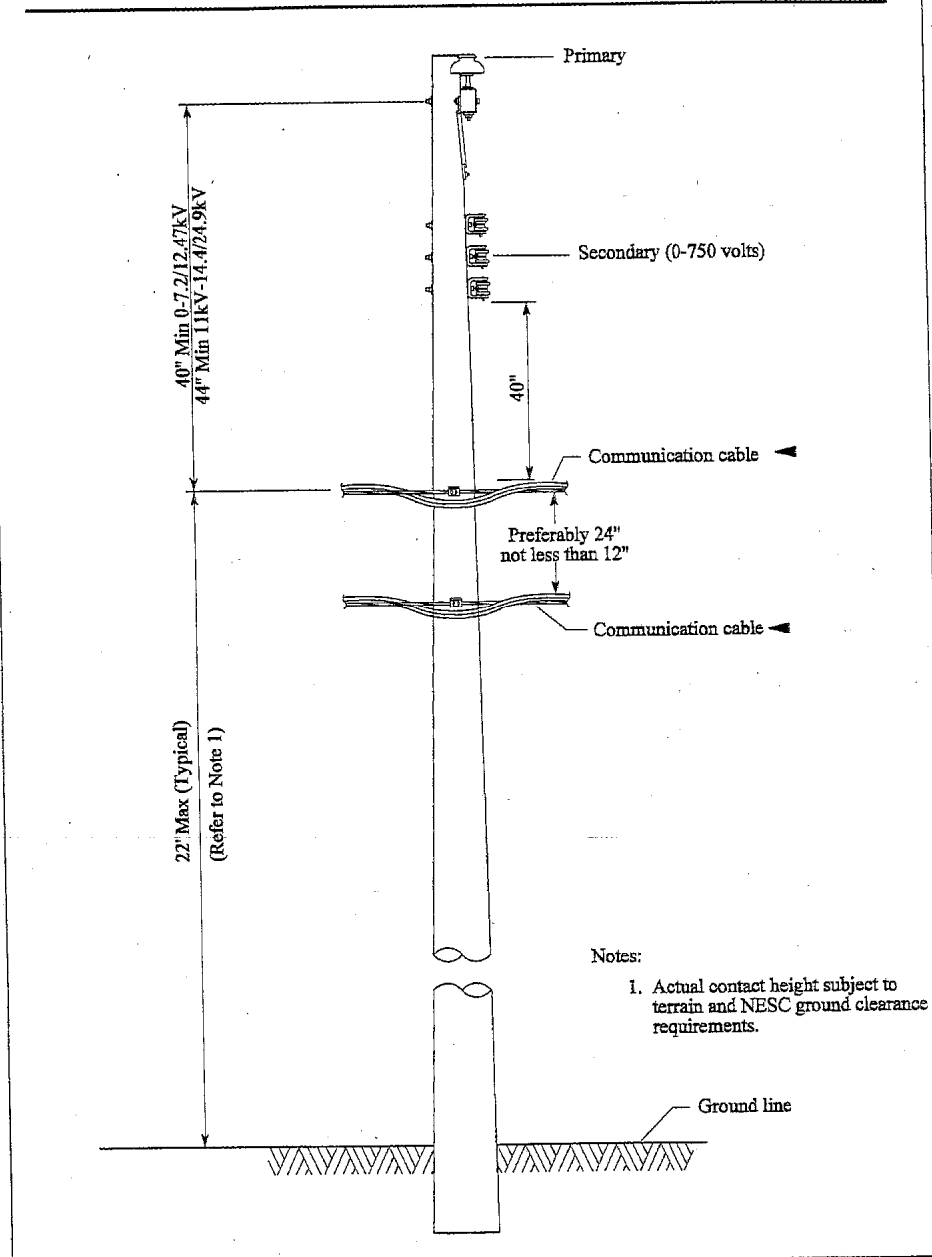 Primary
40" Min 0-7.2/12.47kV
44" Min 11kV-14.4/24.9kV
Secondary (0-750 volts)
40"
Communication cable
Preferably 24"
not less than 12"
Communication cable
22' Max (Typical)
(Refer to Note 1)
Notes:
1. Actual contact height subject to
terrain and NESC ground clearance
requirements.
Ground line